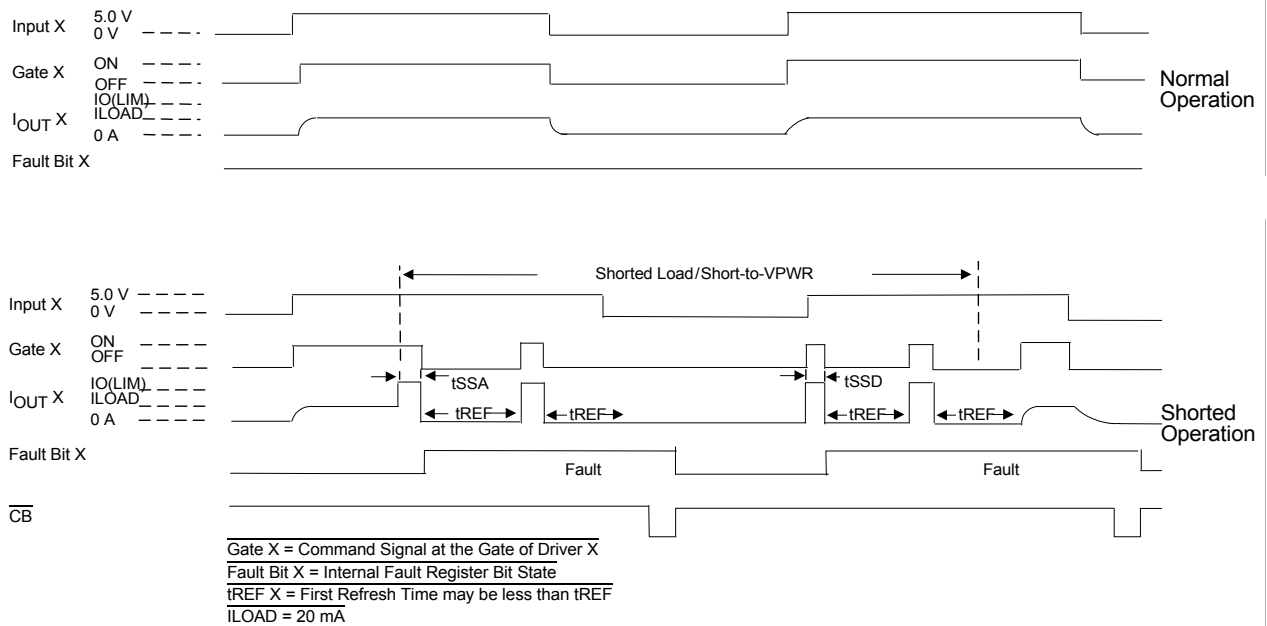 Input X 5.0 V
0 V
Gate X ON
OFF
IO(LIM)
IOUT X ILOAD
0 A
Fault Bit X
Normal
Operation
Shorted Load/Short-to-VPWR
Input X 5.0 V
0 V
Gate X ON
OFF
IOUT X IO(LIM)
ILOAD
0 A
tSSA
tSSD
tREF
tREF
tREF
tREF
Shorted
Operation
Fault Bit X
Fault
Fault
CB
Gate X = Command Signal at the Gate of Driver X
Fault Bit X = Internal Fault Register Bit State
tREF X = First Refresh Time may be less than tREF
ILOAD = 20 mA